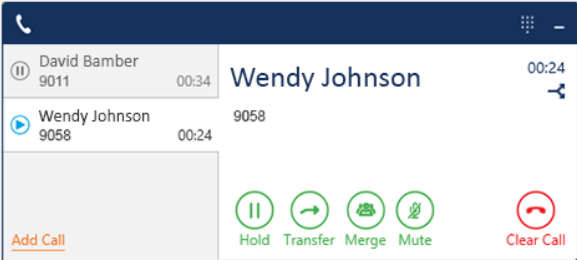 David Bamber
9011 00:34
Wendy Johnson
9058 00:24
Add Call
Wendy Johnson
00:24
9058
Hold Transfer Merge Mute Clear Call